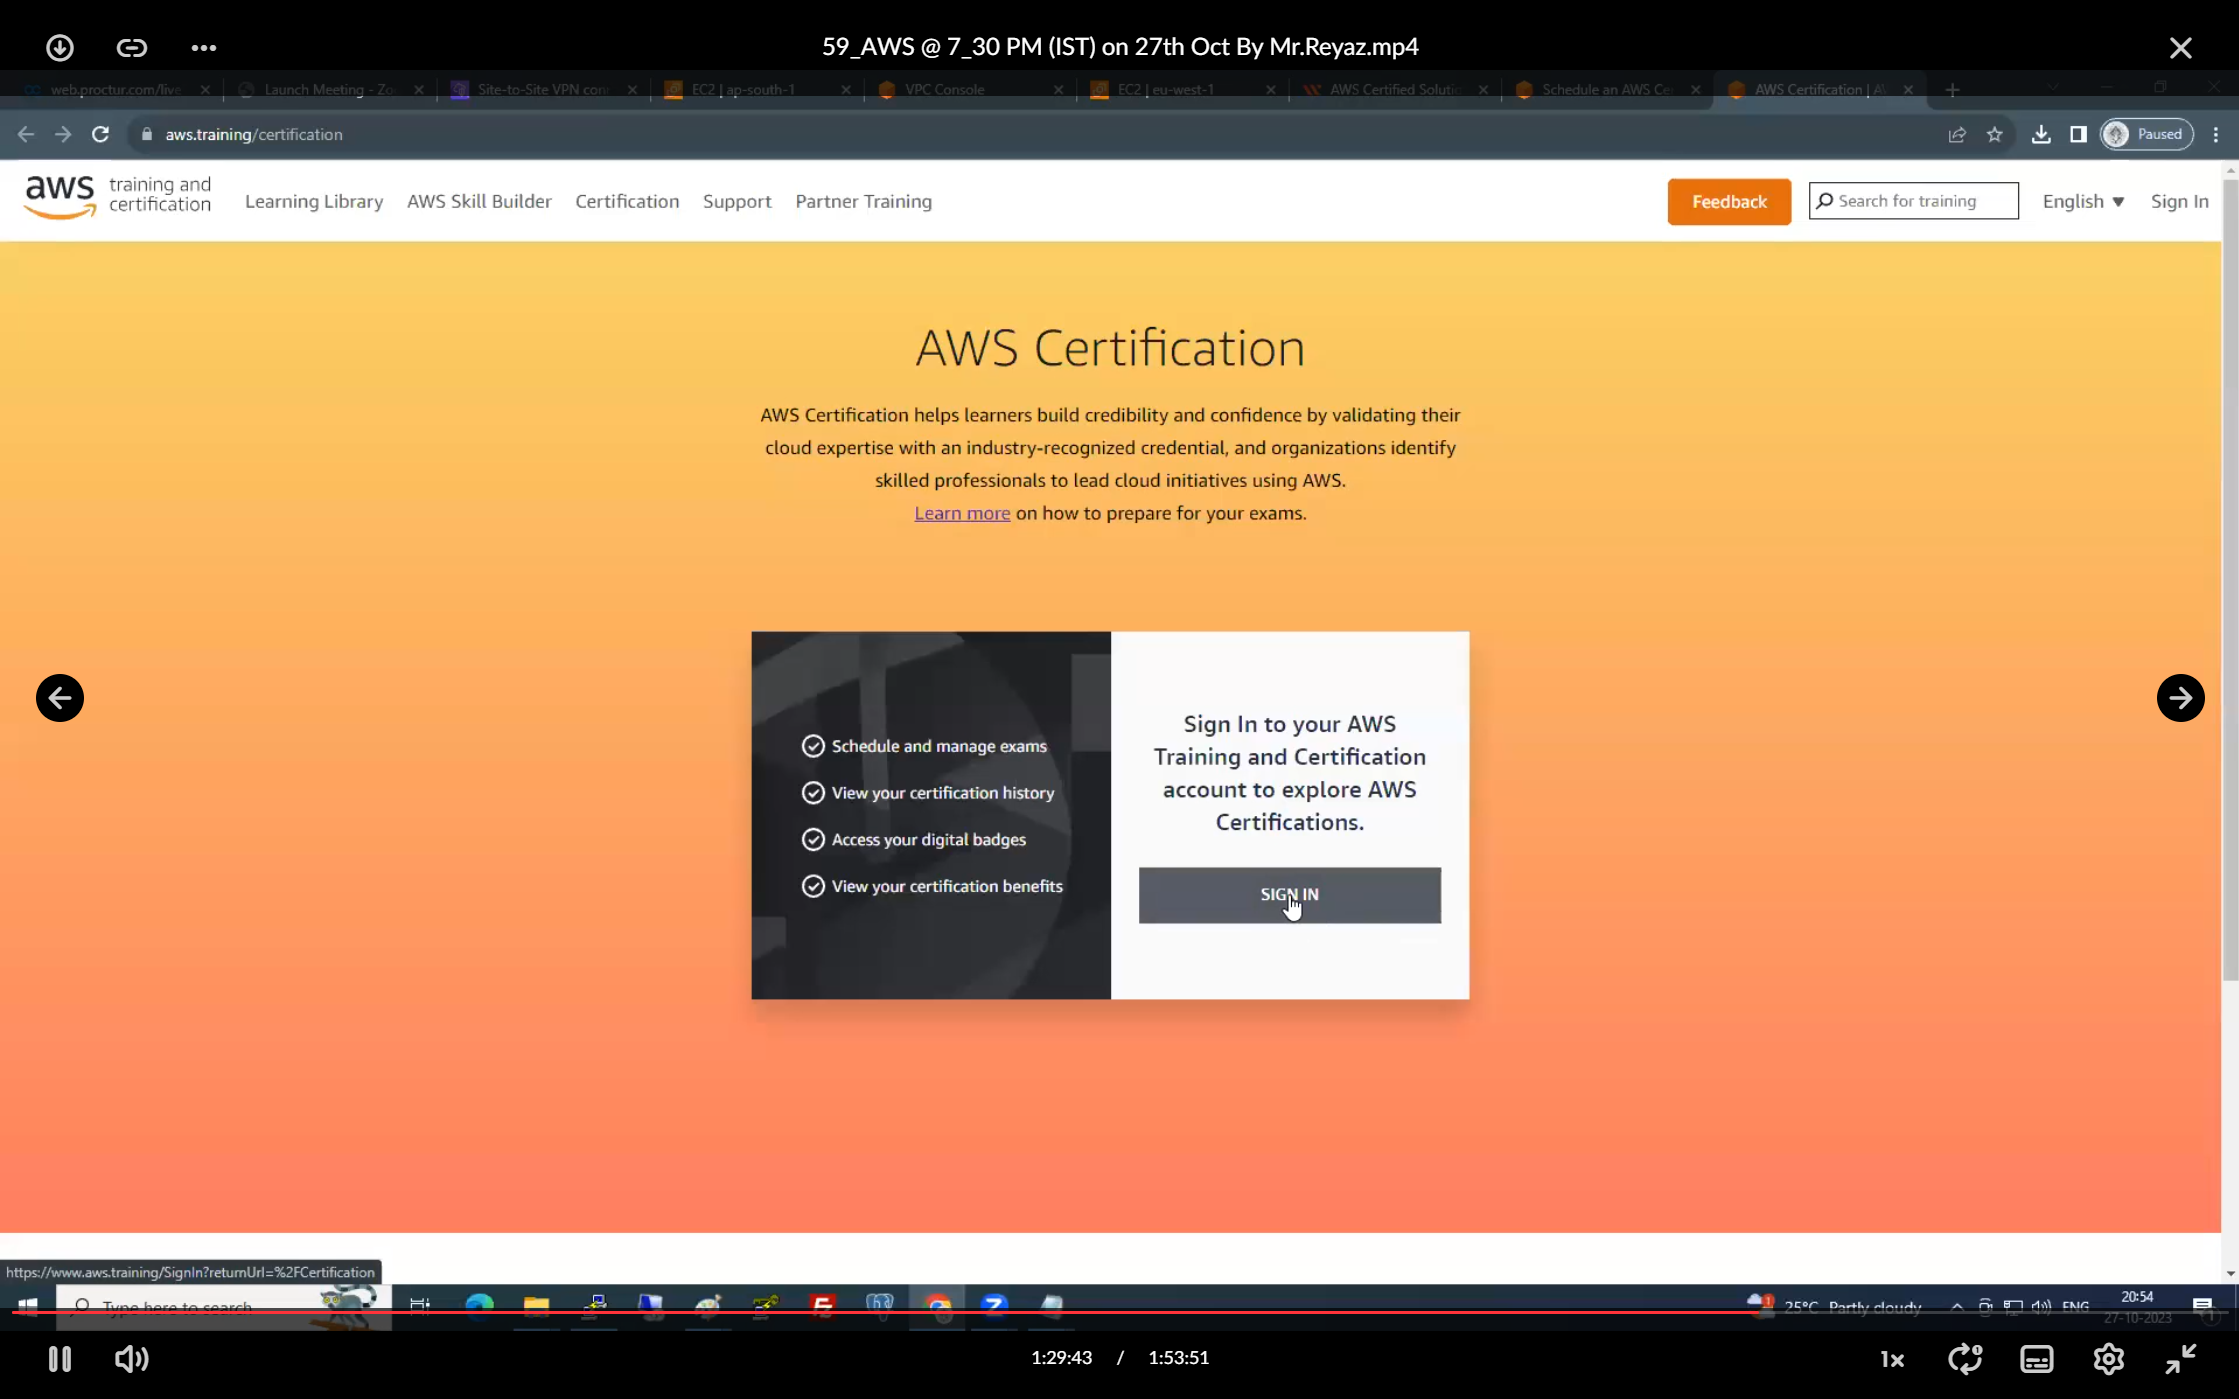 59_AWS @ 7_30 PM (IST) on 27th Oct By Mr.Reyaz.mp4
web.proctur.com/live
Launch Meeting - Zo
Site-to-Site VPN con
EC2 | ap-south-1
VPC Console
EC2 | eu-west-1
AWS Certified Solutio
Schedule an AWS Ce
AWS Certification | A
aws.training/certification
Paused
aws training and certification
Learning Library
AWS Skill Builder
Certification
Support
Partner Training
Feedback
Search for training
English
Sign In
AWS Certification
AWS Certification helps learners build credibility and confidence by validating their
cloud expertise with an industry-recognized credential, and organizations identify
skilled professionals to lead cloud initiatives using AWS.
Learn more on how to prepare for your exams.
Schedule and manage exams
View your certification history
Access your digital badges
View your certification benefits
Sign In to your AWS
Training and Certification
account to explore AWS
Certifications.
SIGN IN
https://www.aws.training/SignIn?returnUrl=%2FCertification
Type here to search
25°C Partly cloudy
ENG
20:54
27-10-2023
1:29:43 / 1:53:51
1x